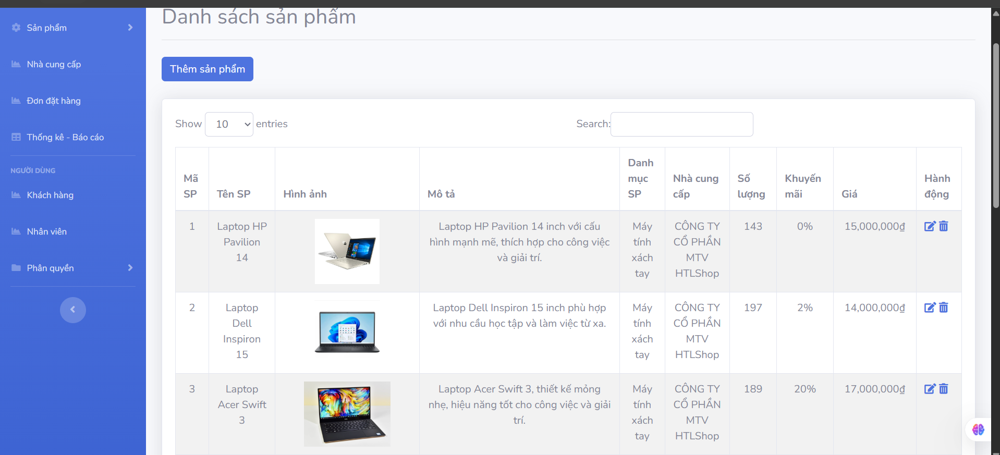 Danh sách sản phẩm
Sản phẩm
Nhà cung cấp
Đơn đặt hàng
Thống kê - Báo cáo
NGƯỜI DÙNG
Khách hàng
Nhân viên
Phân quyền
Thêm sản phẩm
Show 10 entries
Search:
Mã SP
Tên SP
Hình ảnh
Mô tả
Danh mục SP
Nhà cung cấp
Số lượng
Khuyến mãi
Giá
Hành động
1
Laptop HP
Pavilion
14
Laptop HP Pavilion 14 inch với cấu
hình mạnh mẽ, thích hợp cho công việc
và giải trí.
Máy
tính
xách
tay
CÔNG TY
CỔ PHẦN
MTV
HTLShop
143
0%
15,000,000₫
2
Laptop
Dell
Inspiron
15
Laptop Dell Inspiron 15 inch phù hợp
với nhu cầu học tập và làm việc từ xa.
Máy
tính
xách
tay
CÔNG TY
CỔ PHẦN
MTV
HTLShop
197
2%
14,000,000₫
3
Laptop
Acer Swift
3
Laptop Acer Swift 3, thiết kế mỏng
nhẹ, hiệu năng tốt cho công việc và giải
trí.
Máy
tính
xách
tay
CÔNG TY
CỔ PHẦN
MTV
HTLShop
189
20%
17,000,000₫